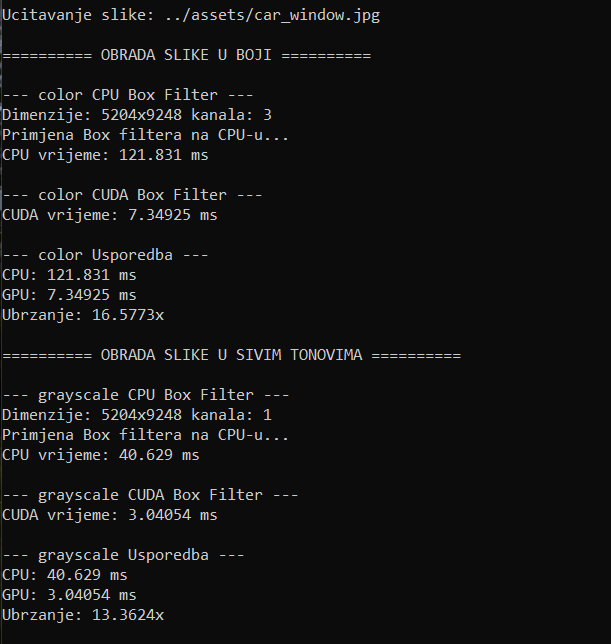 Ucitavanje slike: ../assets/car_window.jpg
========== OBRADA SLIKE U BOJI ==========
--- color CPU Box Filter ---
Dimenzije: 5204x9248 kanala: 3
Primjena Box filtera na CPU-u...
CPU vrijeme: 121.831 ms
--- color CUDA Box Filter ---
CUDA vrijeme: 7.34925 ms
--- color Usporedba ---
CPU: 121.831 ms
GPU: 7.34925 ms
Ubrzanje: 16.5773x
========== OBRADA SLIKE U SIVIM TONOVIMA ==========
--- grayscale CPU Box Filter ---
Dimenzije: 5204x9248 kanala: 1
Primjena Box filtera na CPU-u...
CPU vrijeme: 40.629 ms
--- grayscale CUDA Box Filter ---
CUDA vrijeme: 3.04054 ms
--- grayscale Usporedba ---
CPU: 40.629 ms
GPU: 3.04054 ms
Ubrzanje: 13.3624x